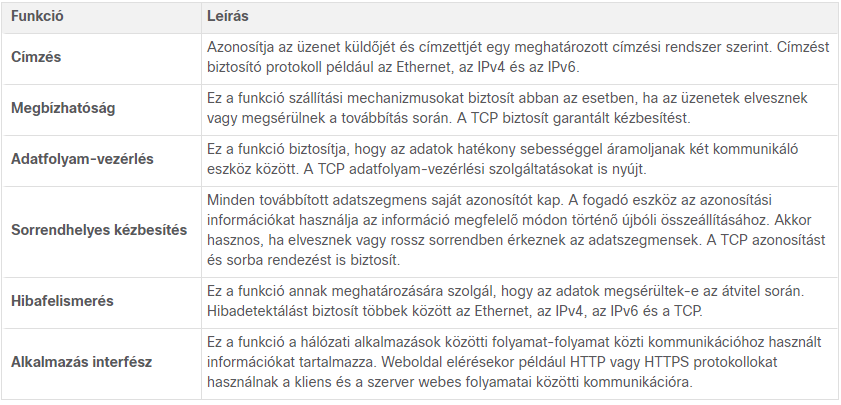 Funkció Leírás
Címzés
Azonosítja az üzenet küldőjét és címzettjét egy meghatározott címzési rendszer szerint. Címzést
biztosító protokoll például az Ethernet, az IPv4 és az IPv6.
Megbízhatóság
Ez a funkció szállítási mechanizmusokat biztosít abban az esetben, ha az üzenetek elvesznek
vagy megsérülnek a továbbítás során. A TCP biztosít garantált kézbesítést.
Adatfolyam-vezérlés
Ez a funkció biztosítja, hogy az adatok hatékony sebességgel áramoljanak két kommunikáló
eszköz között. A TCP adatfolyam-vezérlési szolgáltatásokat is nyújt.
Sorrendhelyes kézbesítés
Minden továbbított adatszegmens saját azonosítót kap. A fogadó eszköz az azonosítási
információkat használja az információ megfelelő módon történő újbóli összeállításához. Akkor
hasznos, ha elvesznek vagy rossz sorrendben érkeznek az adatszegmensek. A TCP azonosítást
és sorba rendezést is biztosít.
Hibafelismerés
Ez a funkció annak meghatározására szolgál, hogy az adatok megsérültek-e az átvitel során.
Hibadetektálást biztosít többek között az Ethernet, az IPv4, az IPv6 és a TCP.
Alkalmazás interfész
Ez a funkció a hálózati alkalmazások közötti folyamat-folyamat közti kommunikációhoz használt
információkat tartalmazza. Weboldal elérésekor például HTTP vagy HTTPS protokollokat
használnak a kliens és a szerver webes folyamatai közötti kommunikációra.